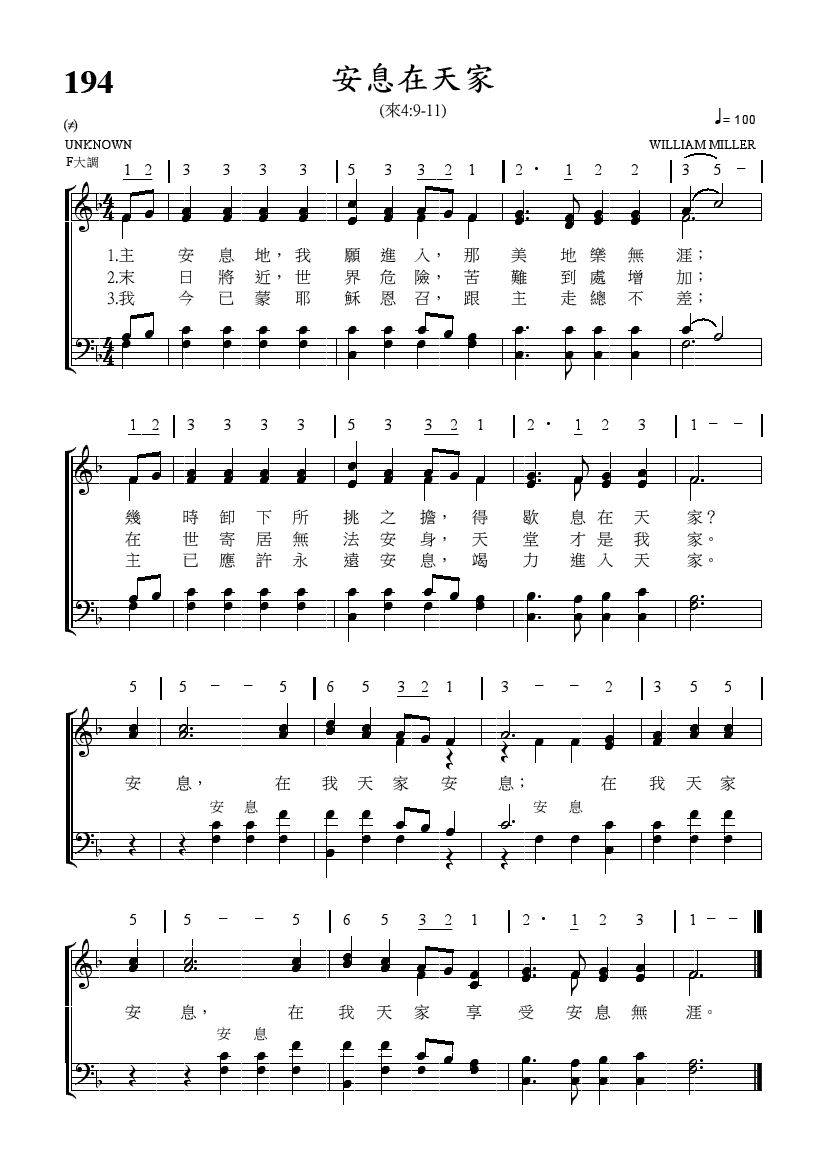 194
安息在天家
(來4:9-11)
(≠)
♩= 100
UNKNOWN
WILLIAM MILLER
F大調
1 2 | 3 3 3 3 | 5 3 3 2 1 | 2 · 1 2 2 | 3 5 – |
1.主 安 息 地，我 願 進 入，那 美 地 樂 無 涯；
2.末 日 將 近，世 界 危 險，苦 難 到 處 增 加；
3.我 今 已 蒙 耶 穌 恩 召，跟 主 走 總 不 差；
1 2 | 3 3 3 3 | 5 3 3 2 1 | 2 · 1 2 3 | 1 – – |
幾 時 卸 下 所 挑 之 擔，得 歇 息 在 天 家？
在 世 寄 居 無 法 安 身，天 堂 才 是 我 家。
主 已 應 許 永 遠 安 息，竭 力 進 入 天 家。
5 | 5 – – 5 | 6 5 3 2 1 | 3 – – 2 | 3 5 5 |
安 息， 在 我 天 家 安 息； 在 我 天 家
安 息 安 息
5 | 5 – – 5 | 6 5 3 2 1 | 2 · 1 2 3 | 1 – – |
安 息， 在 我 天 家 享 受 安 息 無 涯。
安 息